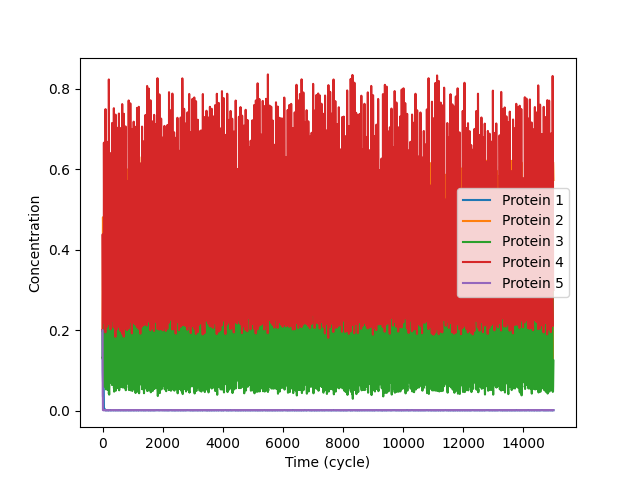 0.8
0.6
0.4
0.2
0.0
Concentration
Protein 1
Protein 2
Protein 3
Protein 4
Protein 5
0 2000 4000 6000 8000 10000 12000 14000
Time (cycle)